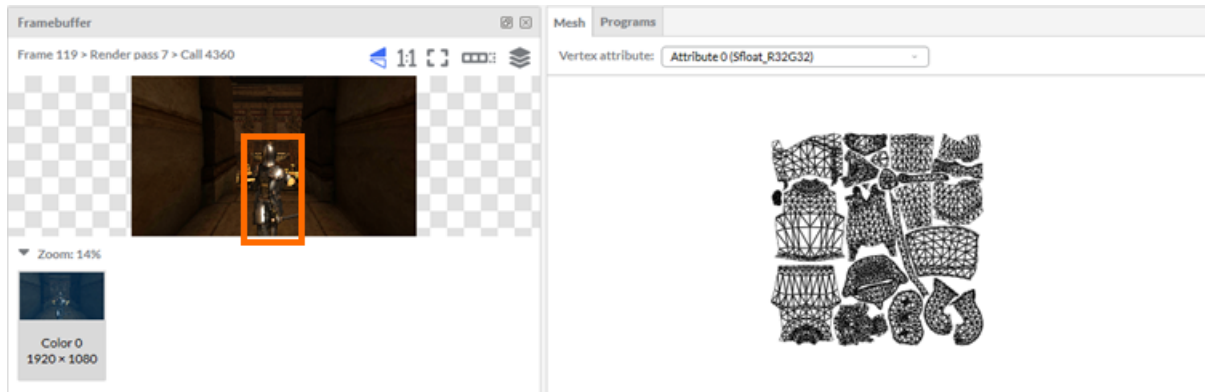 Framebuffer
Frame 119 > Render pass 7 > Call 4360
1:1
Zoom: 14%
Color 0
1920 × 1080
Mesh Programs
Vertex attribute: Attribute 0 (Sfloat_R32G32)